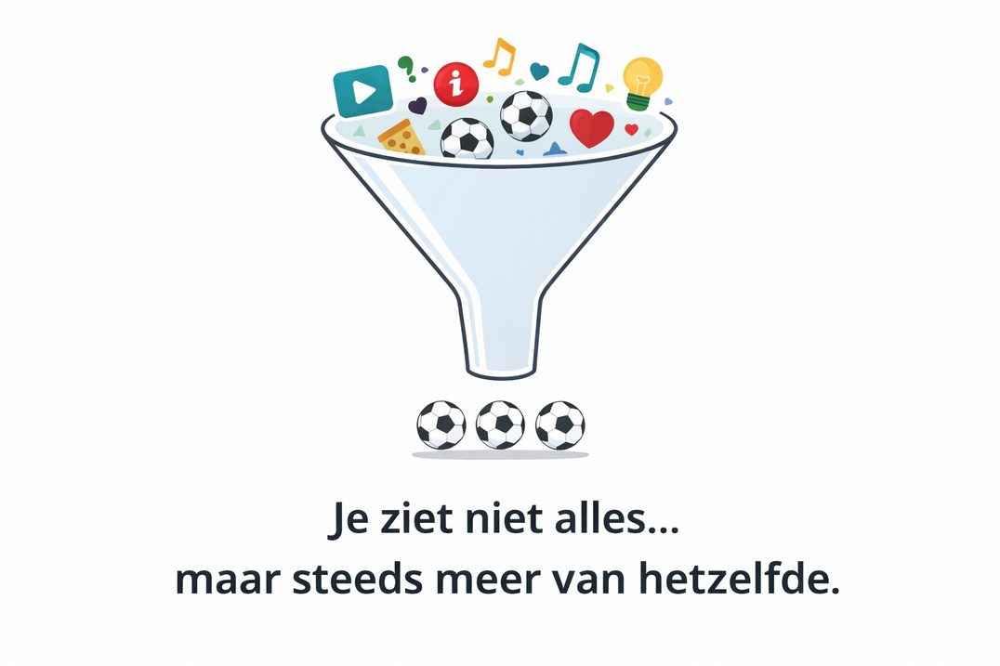 i
Je ziet niet alles...
maar steeds meer van hetzelfde.